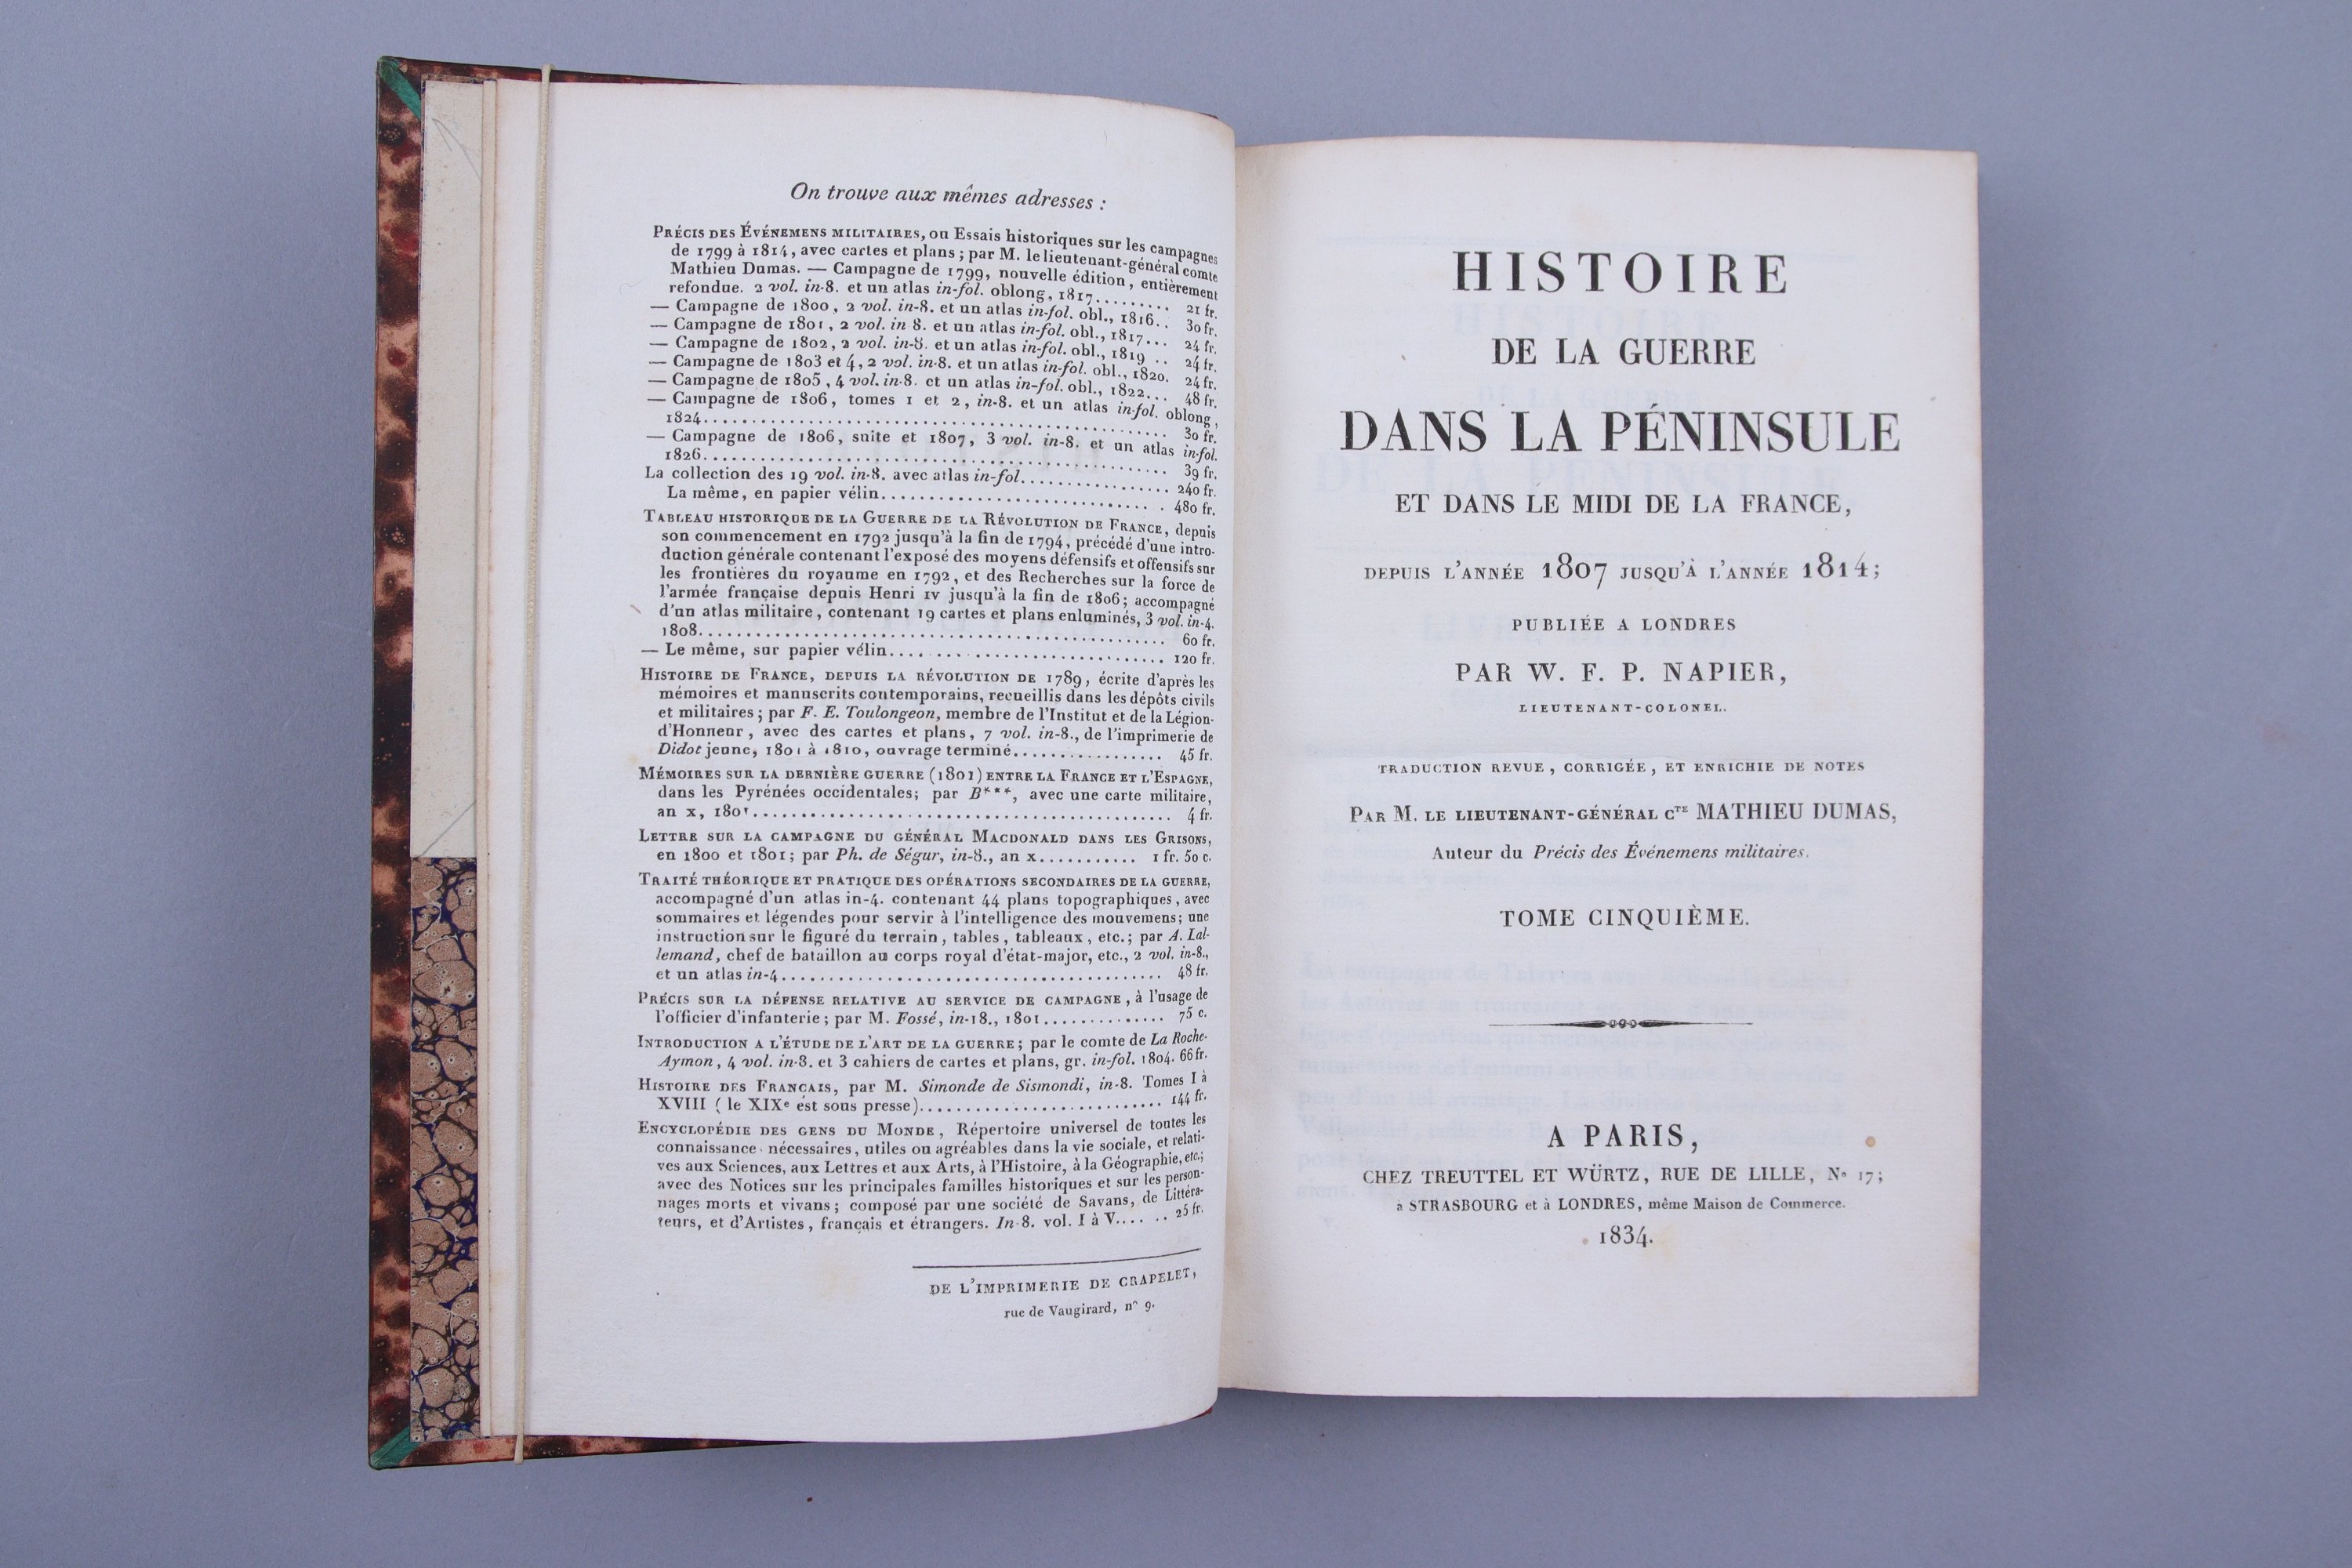 On trouve aux mêmes adresses :
PRÉCIS DES ÉVÉNEMENS MILITAIRES, ou Essais historiques sur les campagnes
de 1799 à 1814, avec cartes et plans ; par M. le lieutenant-général comte
Mathieu Dumas. — Campagne de 1799, nouvelle édition, entièrement
refondue. 2 vol. in-8. et un atlas in-fol. oblong, 1817......... 21 fr.
— Campagne de 1800, 2 vol. in-8. et un atlas in-fol. obl., 1816.. 30 fr.
— Campagne de 1801, 2 vol. in 8. et un atlas in-fol. obl., 1817... 24 fr.
— Campagne de 1802, 2 vol. in-8. et un atlas in-fol. obl., 1819 .. 24 fr.
— Campagne de 1803 et 4, 2 vol. in-8. et un atlas in-fol. obl., 1820. 24 fr.
— Campagne de 1805, 4 vol. in-8. et un atlas in-fol. obl., 1822... 48 fr.
— Campagne de 1806, tomes 1 et 2, in-8. et un atlas in-fol. oblong,
1824................................................ 30 fr.
— Campagne de 1806, suite et 1807, 3 vol. in-8. et un atlas in-fol.
1826................................................ 39 fr.
La collection des 19 vol. in-8. avec atlas in-fol................. 240 fr.
La même, en papier vélin............................... 480 fr.
TABLEAU HISTORIQUE DE LA GUERRE DE LA RÉVOLUTION DE FRANCE, depuis
son commencement en 1792 jusqu'à la fin de 1794, précédé d'une intro-
duction générale contenant l'exposé des moyens défensifs et offensifs sur
les frontières du royaume en 1792, et des Recherches sur la force de
l'armée française depuis Henri IV jusqu'à la fin de 1806; accompagné
d'un atlas militaire, contenant 19 cartes et plans enluminés, 3 vol. in-4.
1808................................................ 60 fr.
— Le même, sur papier vélin............................... 120 fr.
HISTOIRE DE FRANCE, DEPUIS LA RÉVOLUTION DE 1789, écrite d'après les
mémoires et manuscrits contemporains, recueillis dans les dépôts civils
et militaires ; par F. E. Toulongeon, membre de l'Institut et de la Légion-
d'Honneur, avec des cartes et plans, 7 vol. in-8., de l'imprimerie de
Didot jeune, 1801 à 1810, ouvrage terminé................ 45 fr.
MÉMOIRES SUR LA DERNIÈRE GUERRE (1801) ENTRE LA FRANCE ET L'ESPAGNE,
dans les Pyrénées occidentales; par B***, avec une carte militaire,
an x, 1801............................................ 4 fr.
LETTRE SUR LA CAMPAGNE DU GÉNÉRAL MACDONALD DANS LES GRISONS,
en 1800 et 1801; par Ph. de Ségur, in-8., an x........... 1 fr. 50 c.
TRAITÉ THÉORIQUE ET PRATIQUE DES OPÉRATIONS SECONDAIRES DE LA GUERRE,
accompagné d'un atlas in-4. contenant 44 plans topographiques, avec
sommaires et légendes pour servir à l'intelligence des mouvemens; une
instruction sur le figuré du terrain, tables, tableaux, etc.; par A. Lal-
lemand, chef de bataillon au corps royal d'état-major, etc., 2 vol. in-8.,
et un atlas in-4........................................ 48 fr.
PRÉCIS SUR LA DÉFENSE RELATIVE AU SERVICE DE CAMPAGNE, à l'usage de
l'officier d'infanterie ; par M. Fossé, in-18., 1801.............. 75 c.
INTRODUCTION A L'ÉTUDE DE L'ART DE LA GUERRE ; par le comte de La Roche-
Aymon, 4 vol. in-8. et 3 cahiers de cartes et plans, gr. in-fol. 1804. 66 fr.
HISTOIRE DES FRANÇAIS, par M. Simonde de Sismondi, in-8. Tomes I à
XVIII ( le XIXe est sous presse)........................... 144 fr.
ENCYCLOPÉDIE DES GENS DU MONDE, Répertoire universel de toutes les
connaissance nécessaires, utiles ou agréables dans la vie sociale, et relati-
ves aux Sciences, aux Lettres et aux Arts, à l'Histoire, à la Géographie, etc.;
avec des Notices sur les principales familles historiques et sur les person-
nages morts et vivans; composé par une société de Savans, de Littéra-
teurs, et d'Artistes, français et étrangers. In-8. vol. I à V...... 25 fr.
DE L'IMPRIMERIE DE CRAPELET,
rue de Vaugirard, n° 9.
HISTOIRE
DE LA GUERRE
DANS LA PÉNINSULE
ET DANS LE MIDI DE LA FRANCE,
DEPUIS L'ANNÉE 1807 JUSQU'À L'ANNÉE 1814;
PUBLIÉE A LONDRES
PAR W. F. P. NAPIER,
LIEUTENANT-COLONEL.
TRADUCTION REVUE, CORRIGÉE, ET ENRICHIE DE NOTES
PAR M. LE LIEUTENANT-GÉNÉRAL CTE MATHIEU DUMAS,
Auteur du Précis des Événemens militaires.
TOME CINQUIÈME.
A PARIS,
CHEZ TREUTTEL ET WÜRTZ, RUE DE LILLE, N° 17;
à STRASBOURG et à LONDRES, même Maison de Commerce.
1834.